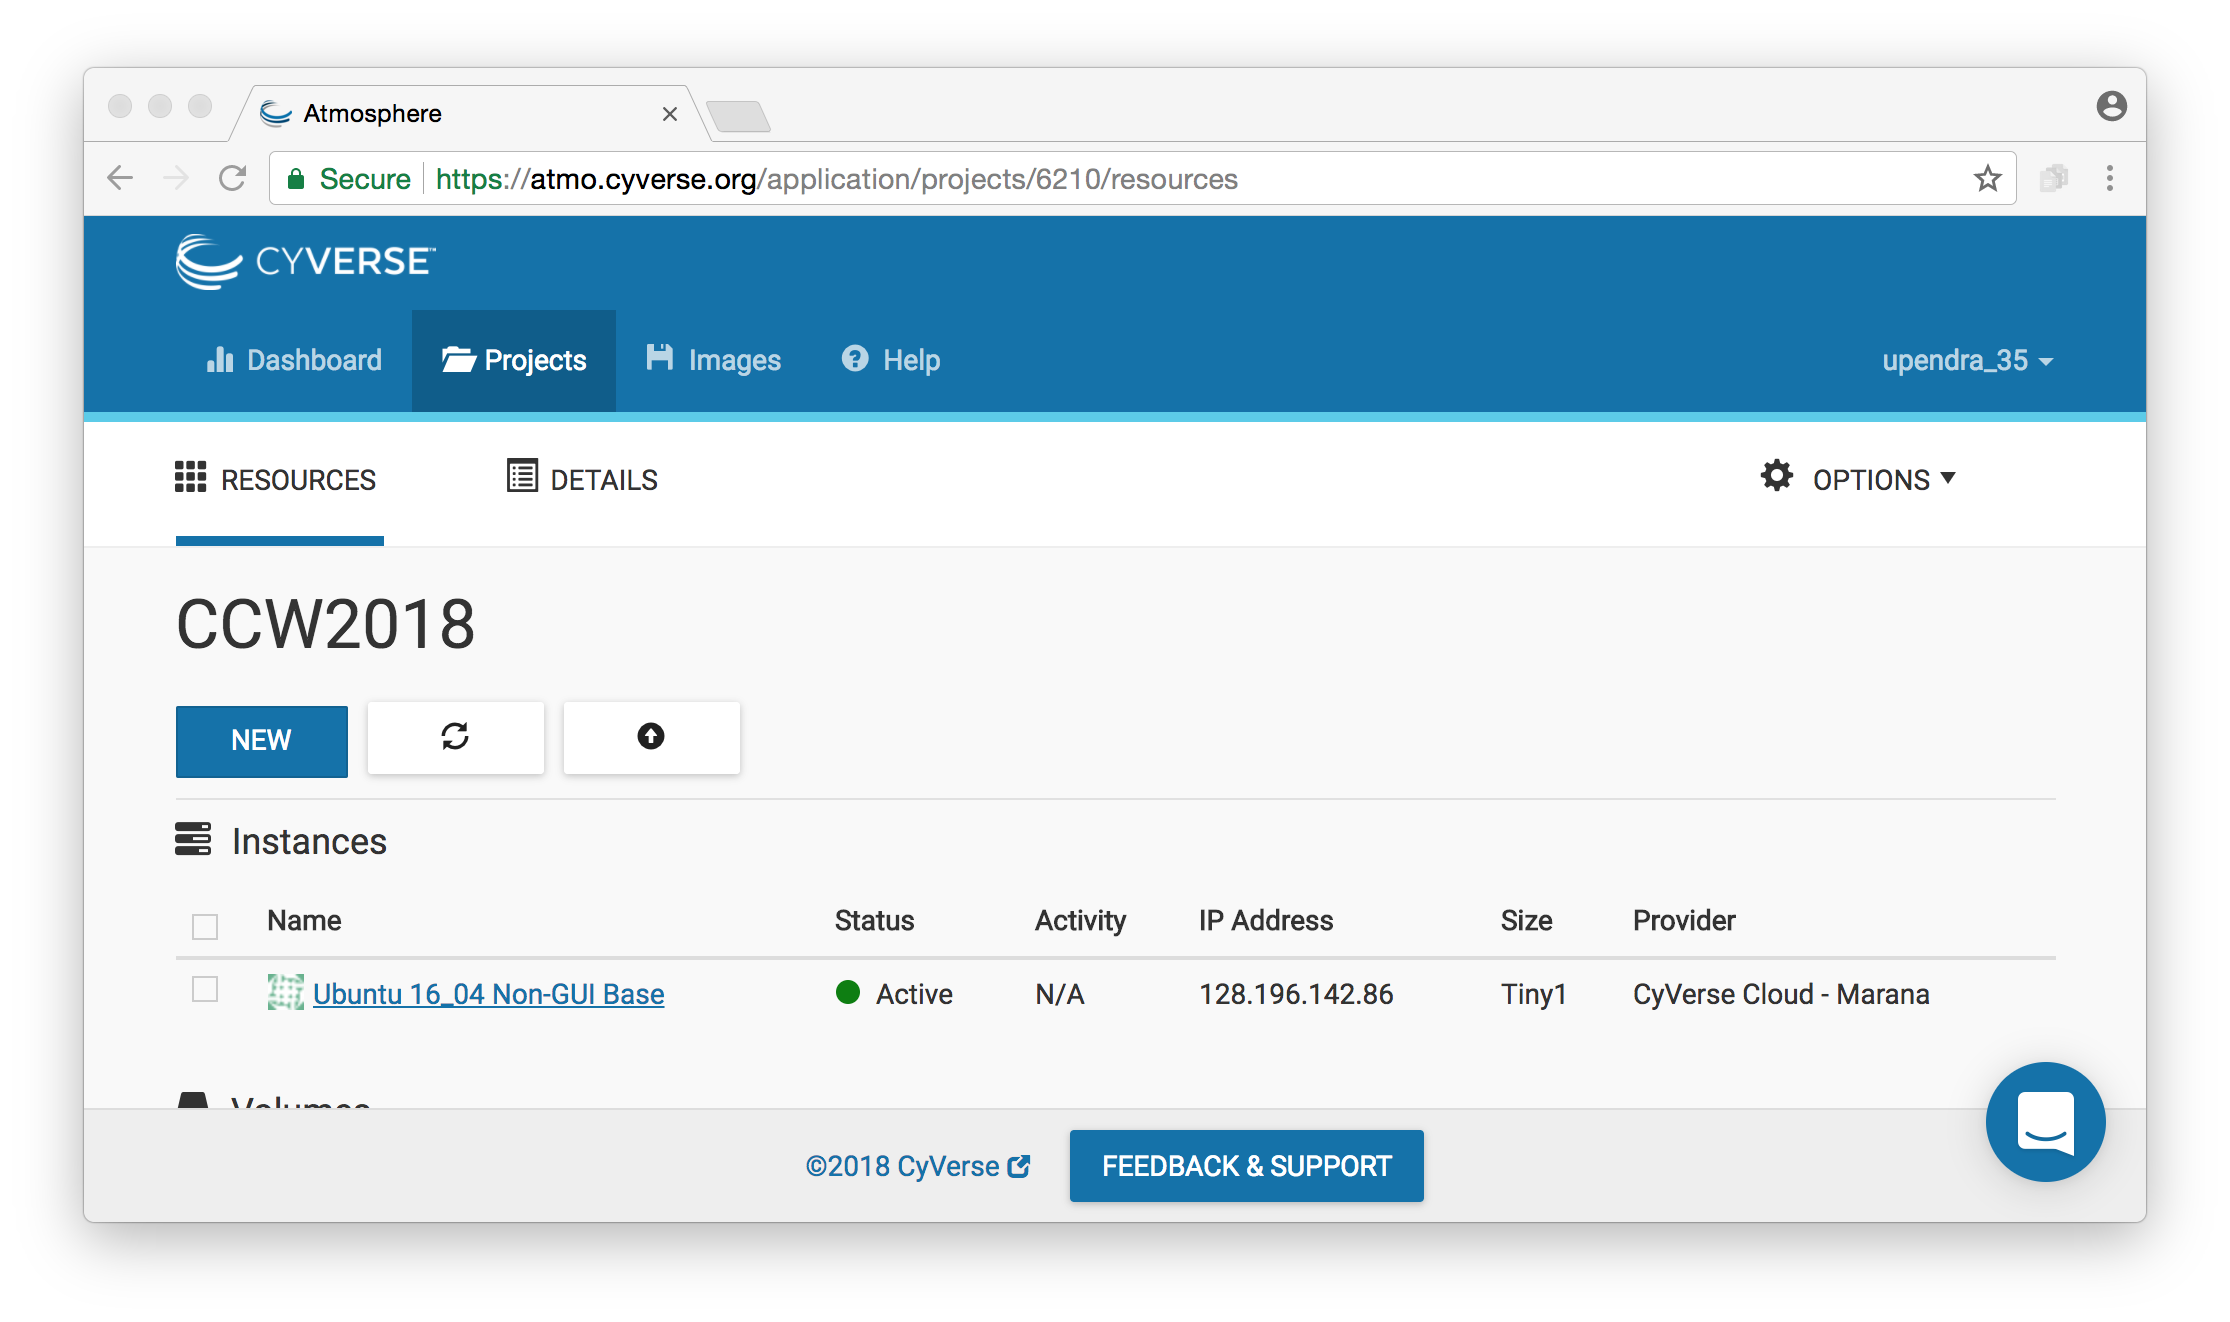 Atmosphere
Secure https://atmo.cyverse.org/application/projects/6210/resources
CYVERSE™
Dashboard Projects Images Help upendra_35
RESOURCES DETAILS OPTIONS
CCW2018
NEW
Instances
Name Status Activity IP Address Size Provider
Ubuntu 16_04 Non-GUI Base Active N/A 128.196.142.86 Tiny1 CyVerse Cloud - Marana
Volumes
©2018 CyVerse FEEDBACK & SUPPORT